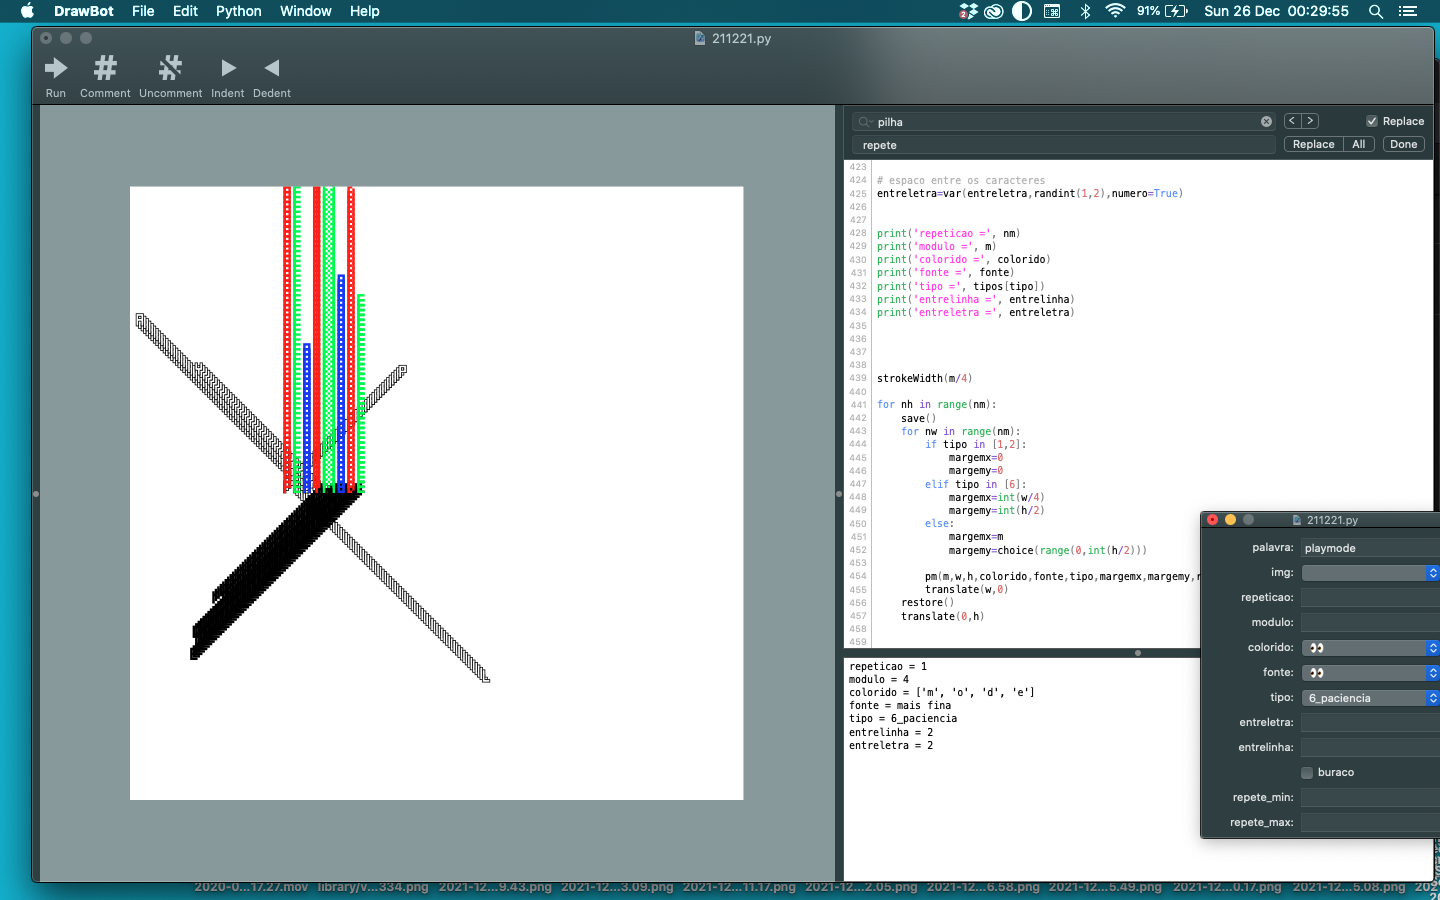 DrawBot File Edit Python Window Help 2 91% Sun 26 Dec 00:29:55
211221.py
Run Comment Uncomment Indent Dedent
pilha < > Replace
repete Replace All Done
423
424 # espaco entre os caracteres
425 entreletra=var(entreletra,randint(1,2),numero=True)
426
427
428 print('repeticao =', nm)
429 print('modulo =', m)
430 print('colorido =', colorido)
431 print('fonte =', fonte)
432 print('tipo =', tipos[tipo])
433 print('entrelinha =', entrelinha)
434 print('entreletra =', entreletra)
435
436
437
438
439 strokeWidth(m/4)
440
441 for nh in range(nm):
442 save()
443 for nw in range(nm):
444 if tipo in [1,2]:
445 margemx=0
446 margemy=0
447 elif tipo in [6]:
448 margemx=int(w/4)
449 margemy=int(h/2)
450 else:
451 margemx=m
452 margemy=choice(range(0,int(h/2)))
453
454 pm(m,w,h,colorido,fonte,tipo,margemx,margemy,
455 translate(w,0)
456 restore()
457 translate(0,h)
458
459
repeticao = 1
modulo = 4
colorido = ['m', 'o', 'd', 'e']
fonte = mais fina
tipo = 6_paciencia
entrelinha = 2
entreletra = 2
211221.py
palavra: playmode
img:
repeticao:
modulo:
colorido: 👀
fonte: 👀
tipo: 6_paciencia
entreletra:
entrelinha:
buraco
repete_min:
repete_max:
2020-0...17.27.mov library/v...334.png 2021-12...9.43.png 2021-12...3.09.png 2021-12...11.17.png 2021-12...2.05.png 2021-12...6.58.png 2021-12...5.49.png 2021-12...0.17.png 2021-12...5.08.png